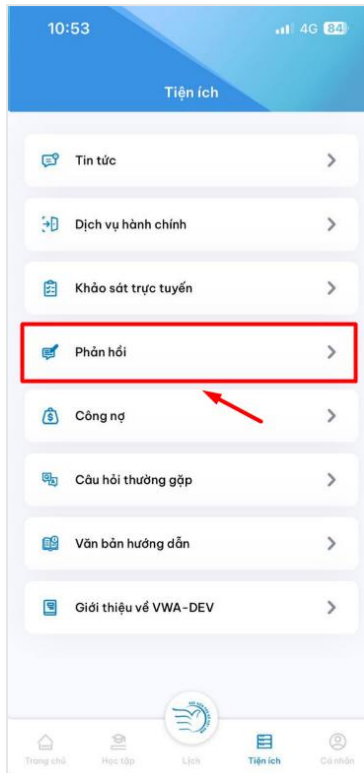 10:53
4G 84
Tiện ích
Tin tức
Dịch vụ hành chính
Khảo sát trực tuyến
Phản hồi
Công nợ
Câu hỏi thường gặp
Văn bản hướng dẫn
Giới thiệu về VWA-DEV
Trang chủ
Học tập
Lịch
Tiện ích
Cá nhân